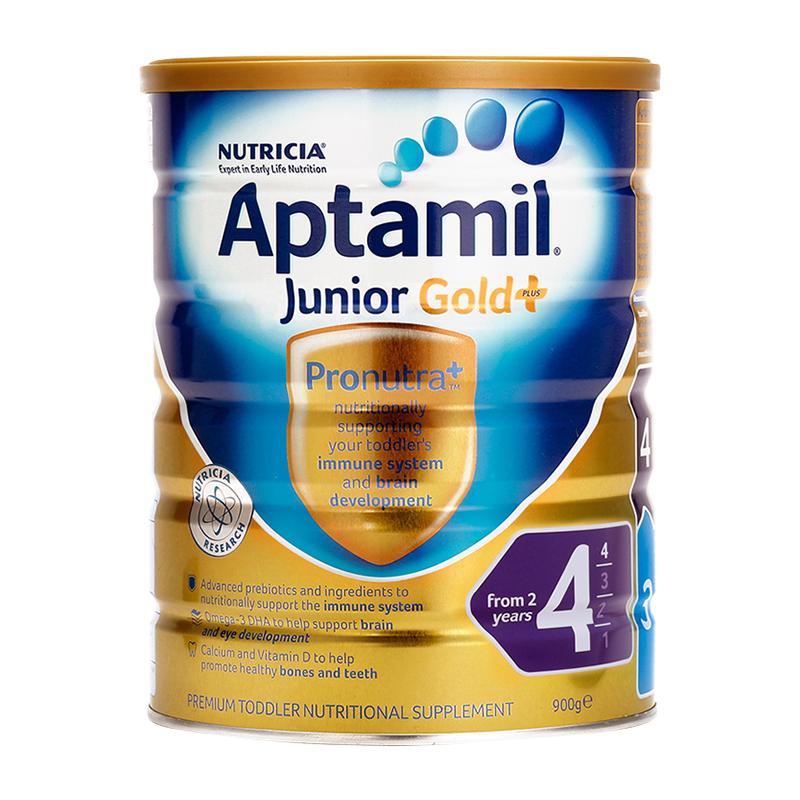 NUTRICIA®
Expert in Early Life Nutrition
Aptamil®
Junior Gold+
PLUS
Pronutra+™
nutritionally
supporting
your toddler's
immune system
and brain
development
NUTRICIA
RESEARCH
Advanced prebiotics and ingredients to
nutritionally support the immune system
Omega-3 DHA to help support brain
and eye development
Calcium and Vitamin D to help
promote healthy bones and teeth
from 2
years
4
4
3
2
1
4
3
PREMIUM TODDLER NUTRITIONAL SUPPLEMENT
900g℮